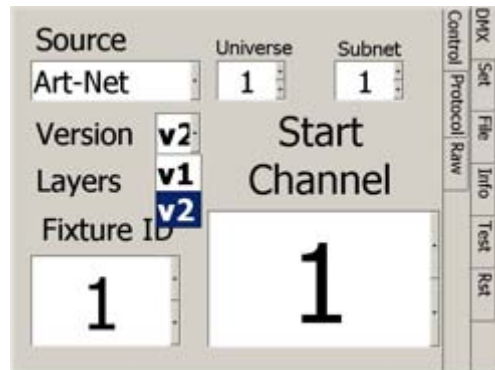 Source
Universe
Subnet
Art-Net
1
1
Version
v2
Start
Channel
Layers
v1
v2
Fixture ID
1
1
Control
Protocol
Raw
DMX
Set
File
Info
Test
Rst